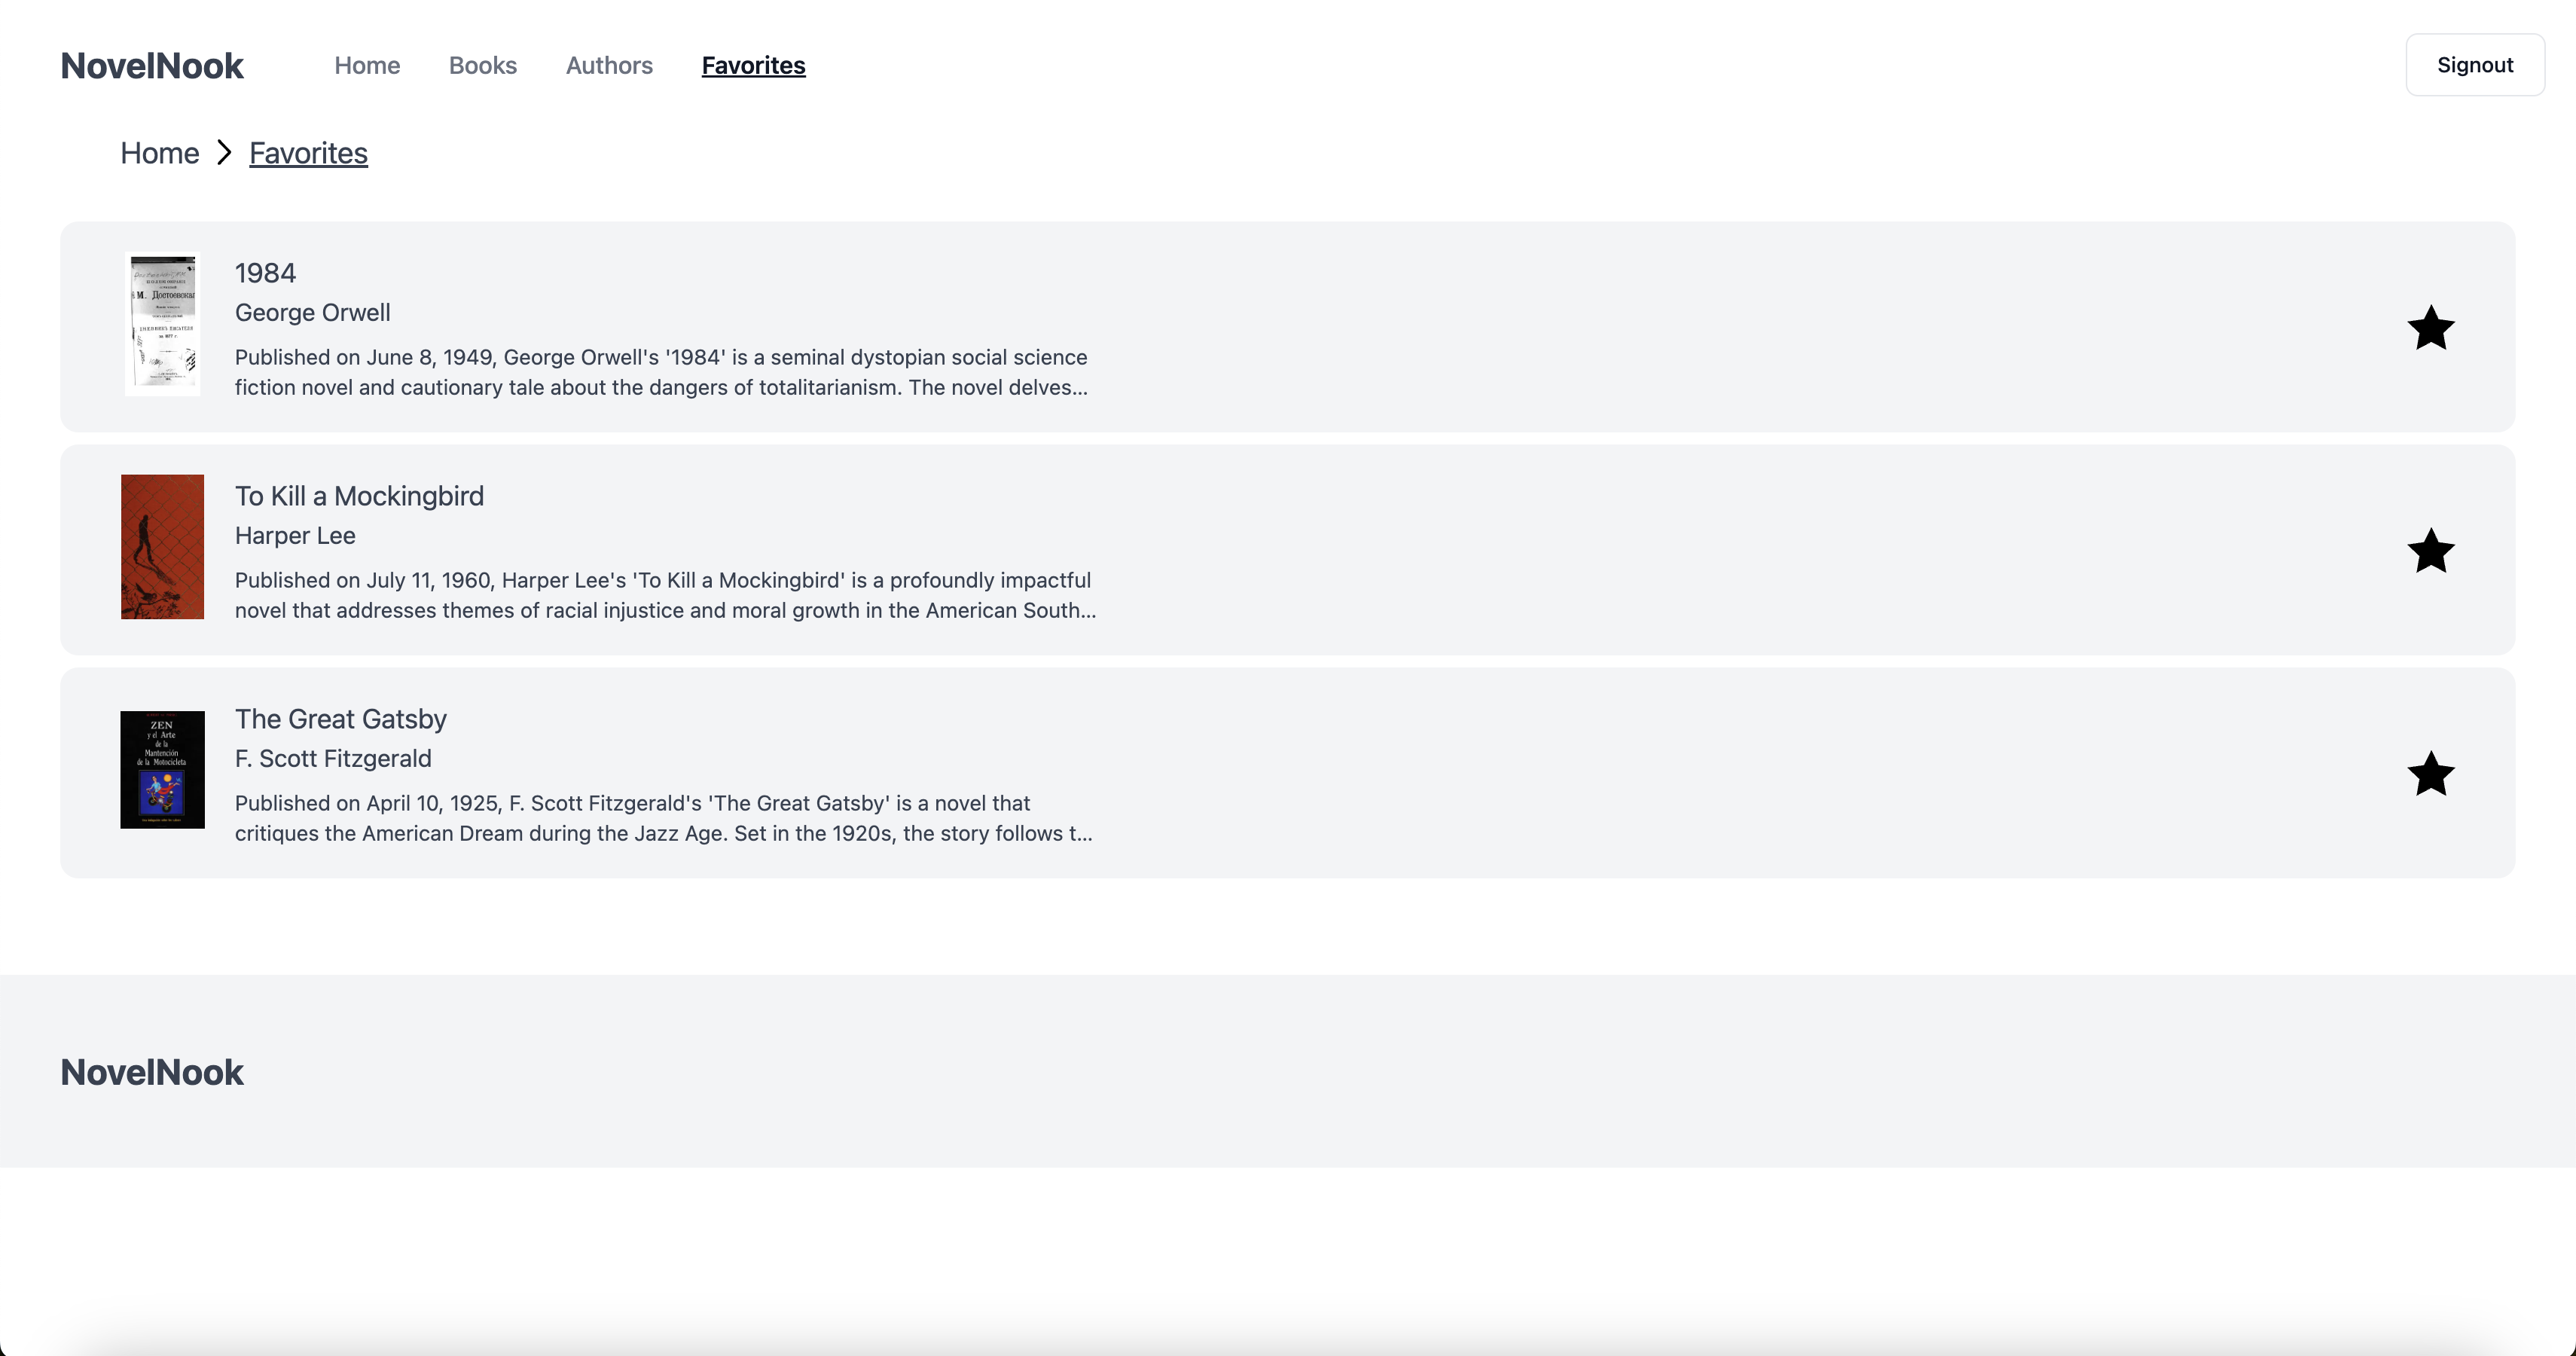 NovelNook
Home
Books
Authors
Favorites
Signout
Home
Favorites
М. Достоевска
1984
George Orwell
Published on June 8, 1949, George Orwell's '1984' is a seminal dystopian social science
fiction novel and cautionary tale about the dangers of totalitarianism. The novel delves...
To Kill a Mockingbird
Harper Lee
Published on July 11, 1960, Harper Lee's 'To Kill a Mockingbird' is a profoundly impactful
novel that addresses themes of racial injustice and moral growth in the American South...
ZEN
y el Arte
de la
Mantención
de la Motocicleta
The Great Gatsby
F. Scott Fitzgerald
Published on April 10, 1925, F. Scott Fitzgerald's 'The Great Gatsby' is a novel that
critiques the American Dream during the Jazz Age. Set in the 1920s, the story follows t...
NovelNook